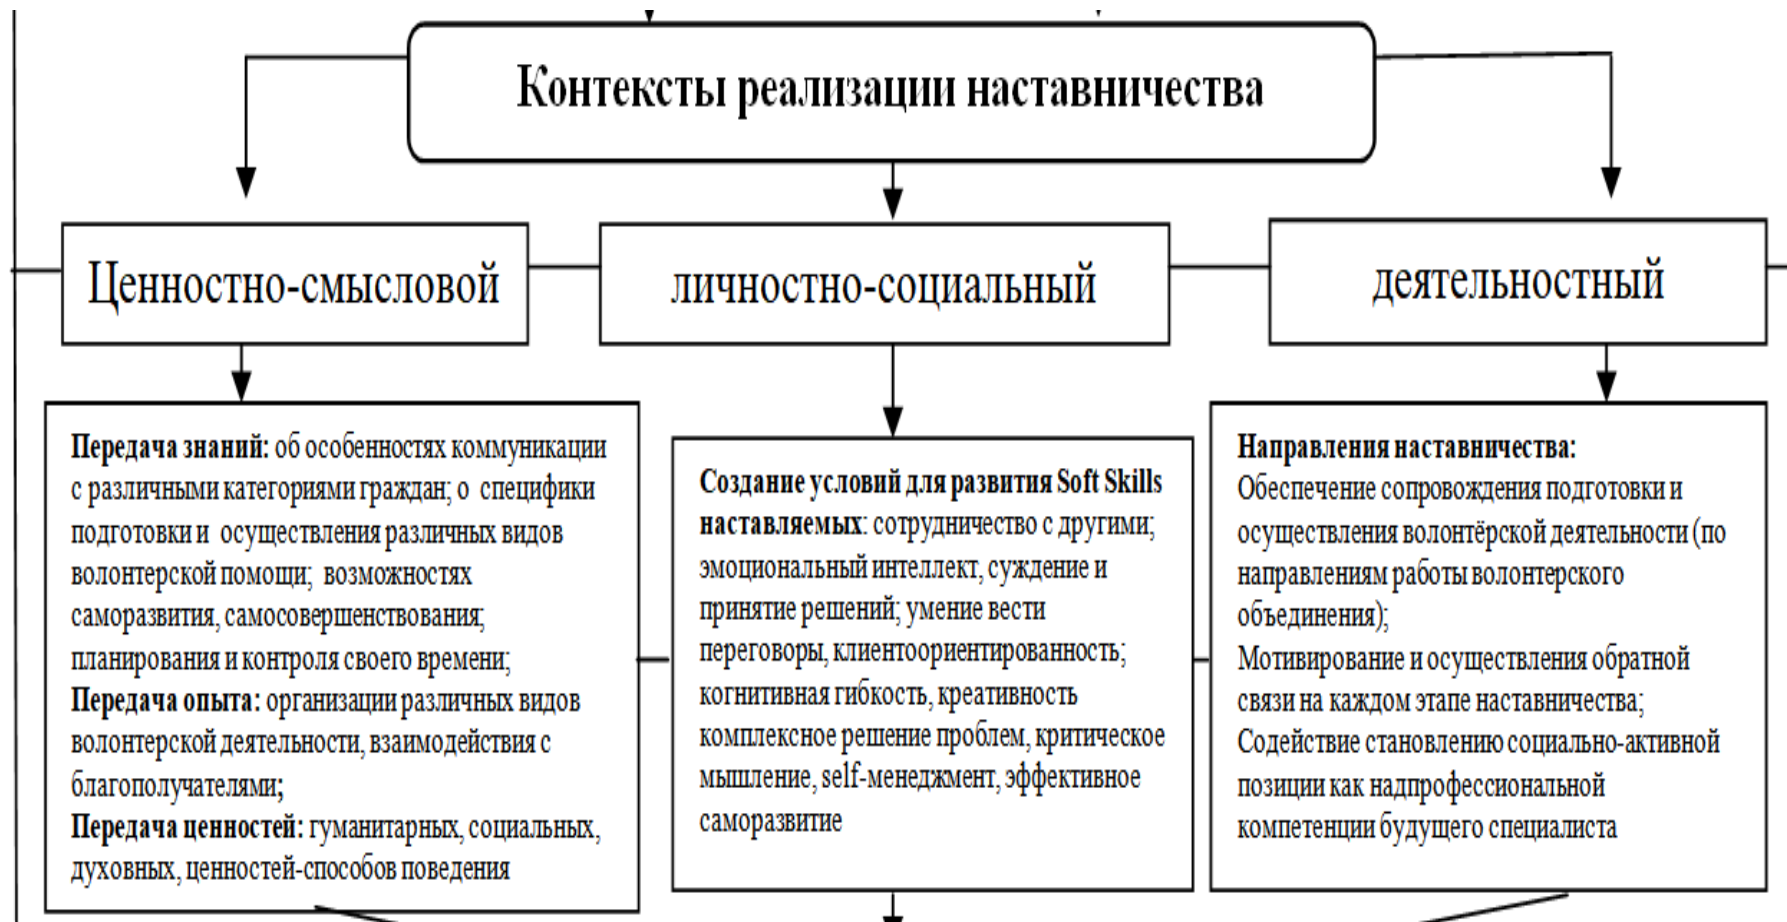 Контексты реализации наставничества
Ценностно-смысловой
личностно-социальный
деятельностный
Передача знаний: об особенностях коммуникации
с различными категориями граждан; о специфики
подготовки и осуществления различных видов
волонтерской помощи; возможностях
саморазвития, самосовершенствования;
планирования и контроля своего времени;
Передача опыта: организации различных видов
волонтерской деятельности, взаимодействия с
благополучателями;
Передача ценностей: гуманитарных, социальных,
духовных, ценностей-способов поведения
Создание условий для развития Soft Skills
наставляемых: сотрудничество с другими;
эмоциональный интеллект, суждение и
принятие решений; умение вести
переговоры, клиентоориентированность;
когнитивная гибкость, креативность
комплексное решение проблем, критическое
мышление, self-менеджмент, эффективное
саморазвитие
Направления наставничества:
Обеспечение сопровождения подготовки и
осуществления волонтёрской деятельности (по
направлениям работы волонтерского
объединения);
Мотивирование и осуществления обратной
связи на каждом этапе наставничества;
Содействие становлению социально-активной
позиции как надпрофессиональной
компетенции будущего специалиста